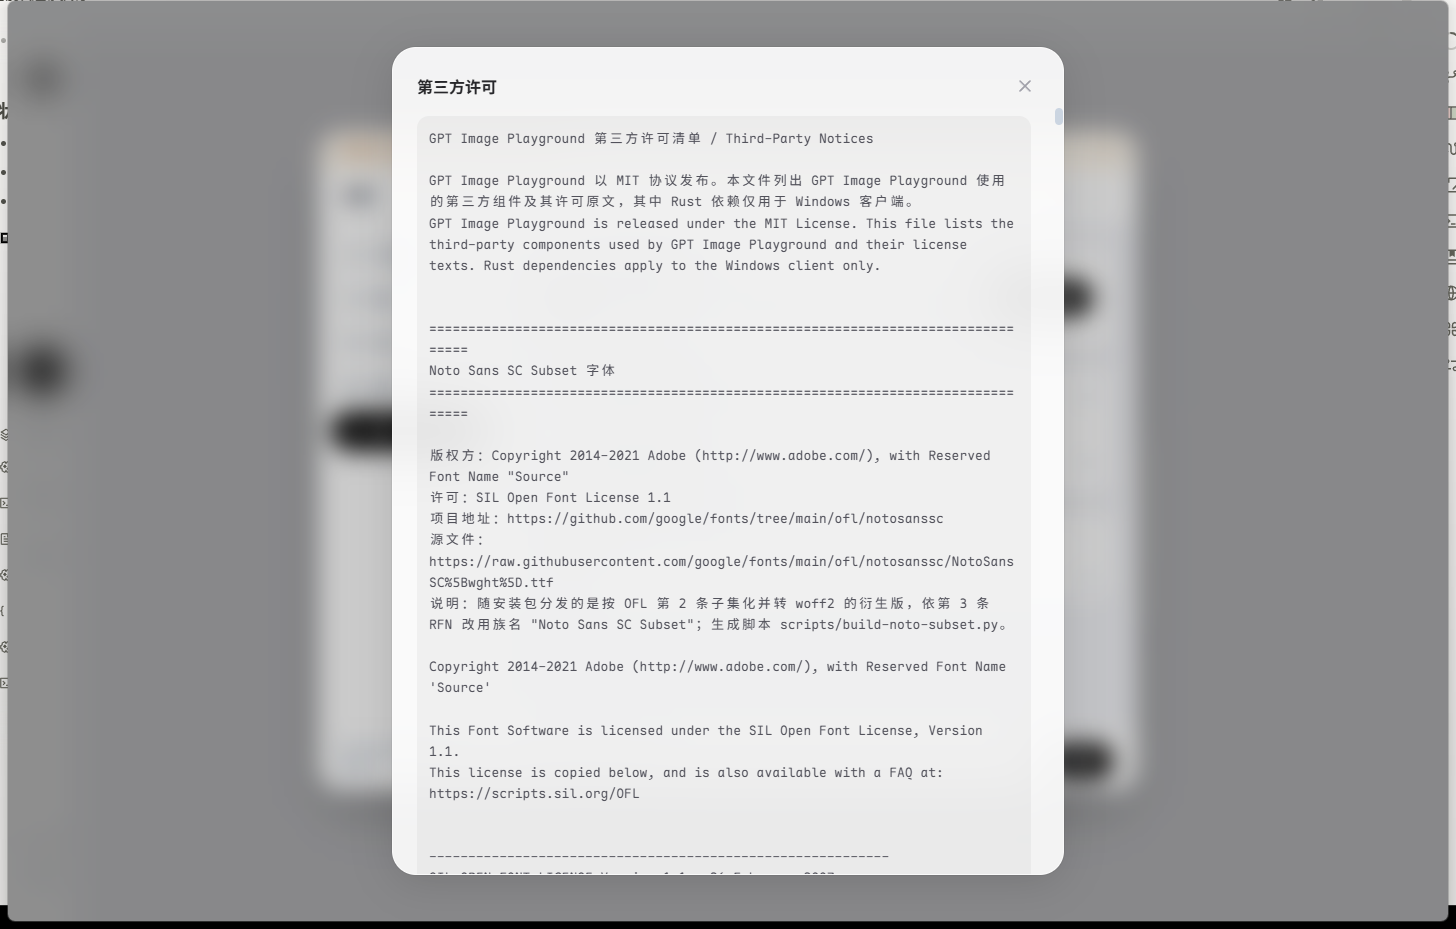 第三方许可
GPT Image Playground 第三方许可清单 / Third-Party Notices
GPT Image Playground 以 MIT 协议发布。本文件列出 GPT Image Playground 使用
的第三方组件及其许可原文，其中 Rust 依赖仅用于 Windows 客户端。
GPT Image Playground is released under the MIT License. This file lists the
third-party components used by GPT Image Playground and their license
texts. Rust dependencies apply to the Windows client only.
===========================================================================
=====
Noto Sans SC Subset 字体
===========================================================================
=====
版权方：Copyright 2014-2021 Adobe (http://www.adobe.com/), with Reserved
Font Name "Source"
许可：SIL Open Font License 1.1
项目地址：https://github.com/google/fonts/tree/main/ofl/notosanssc
源文件：
https://raw.githubusercontent.com/google/fonts/main/ofl/notosanssc/NotoSans
SC%5Bwght%5D.ttf
说明：随安装包分发的是按 OFL 第 2 条子集化并转 woff2 的衍生版，依第 3 条
RFN 改用族名 "Noto Sans SC Subset"；生成脚本 scripts/build-noto-subset.py。
Copyright 2014-2021 Adobe (http://www.adobe.com/), with Reserved Font Name
'Source'
This Font Software is licensed under the SIL Open Font License, Version
1.1.
This license is copied below, and is also available with a FAQ at:
https://scripts.sil.org/OFL
-----------------------------------------------------------